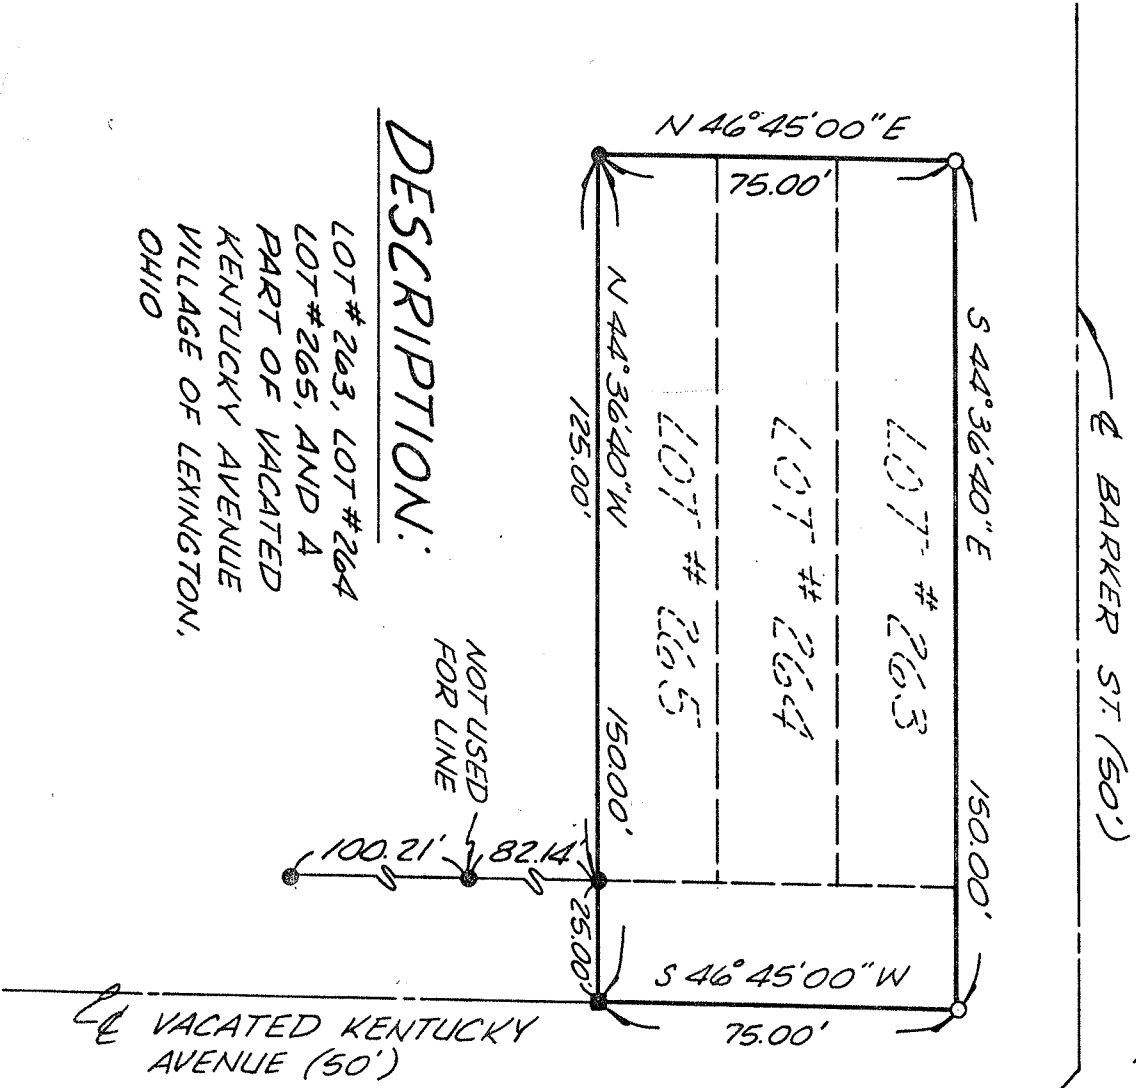 N 46°45'00"E
75.00'
S 44°36'40"E
150.00'
℄ BARKER ST. (50')
LOT # 263
LOT # 264
LOT # 265
N 44°36'40"W
150.00'
125.00'
25.00'
S 46°45'00"W
75.00'
DESCRIPTION:
LOT # 263, LOT #264
LOT #265, AND A
PART OF VACATED
KENTUCKY AVENUE
VILLAGE OF LEXINGTON,
OHIO
NOT USED
FOR LINE
100.21'
82.14'
℄ VACATED KENTUCKY
AVENUE (50')